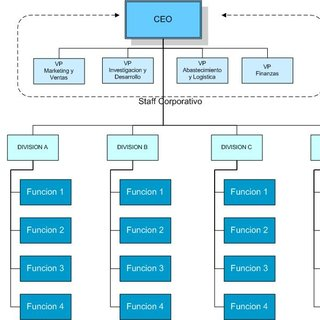 CEO
VP
Marketing y
Ventas
VP
Investigacion y
Desarrollo
VP
Abastecimiento
y Logistica
VP
Finanzas
Staff Corporativo
DIVISION A
DIVISION B
DIVISION C
Funcion 1
Funcion 1
Funcion 1
Funcion 2
Funcion 2
Funcion 2
Funcion 3
Funcion 3
Funcion 3
Funcion 4
Funcion 4
Funcion 4